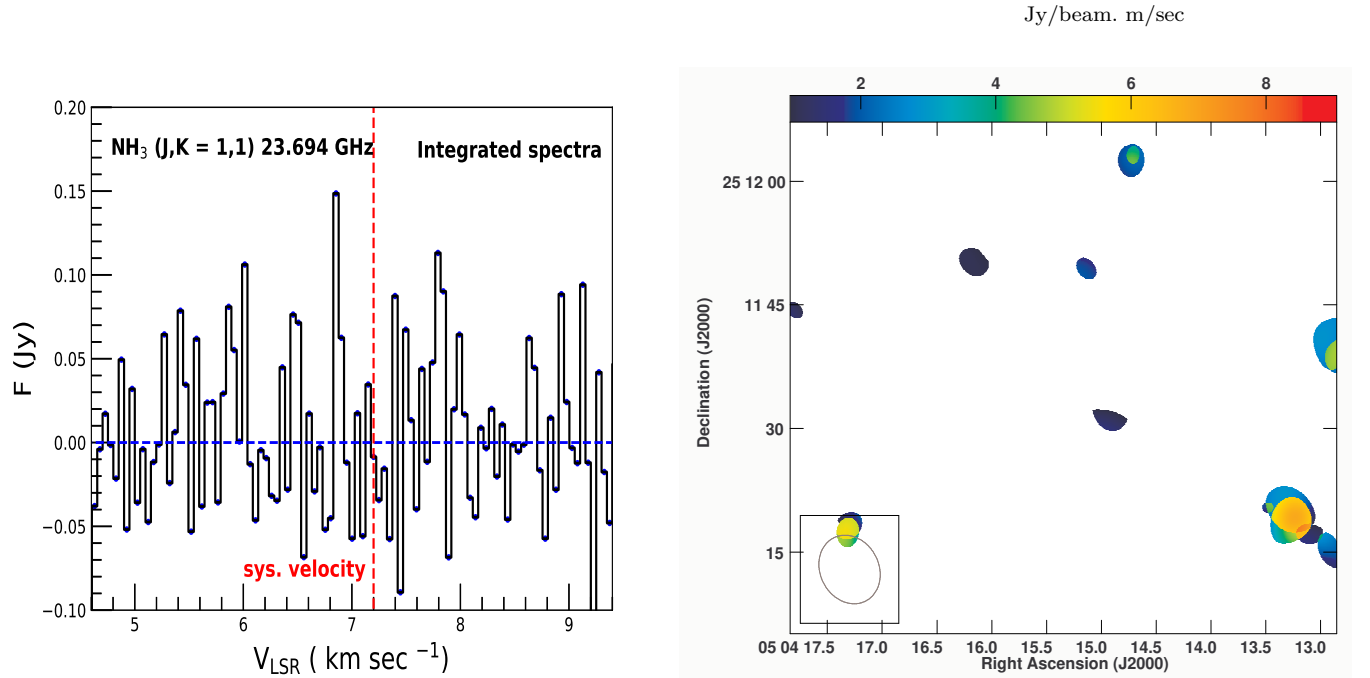 Jy/beam. m/sec
0.20
0.15
0.10
0.05
0.00
−0.05
−0.10
F (Jy)
NH₃ (J,K = 1,1) 23.694 GHz
Integrated spectra
sys. velocity
5 6 7 8 9
V_LSR ( km sec ⁻¹)
2 4 6 8
25 12 00
11 45
30
15
Declination (J2000)
05 04 17.5 17.0 16.5 16.0 15.5 15.0 14.5 14.0 13.5 13.0
Right Ascension (J2000)